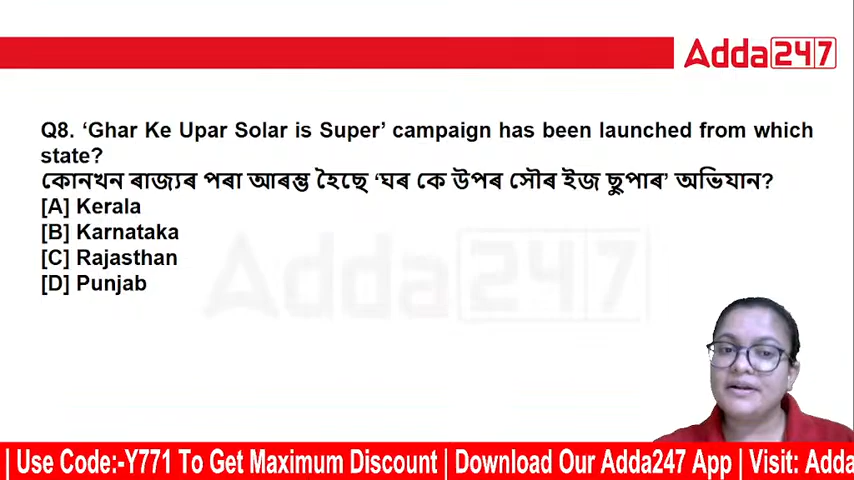 Adda247
Q8. ‘Ghar Ke Upar Solar is Super’ campaign has been launched from which
state?
কোনখন ৰাজ্যৰ পৰা আৰম্ভ হৈছে ‘ঘৰ কে উপৰ সৌৰ ইজ ছুপাৰ’ অভিযান?
[A] Kerala
[B] Karnataka
[C] Rajasthan
[D] Punjab
Adda247
| Use Code:-Y771 To Get Maximum Discount | Download Our Adda247 App | Visit: Adda